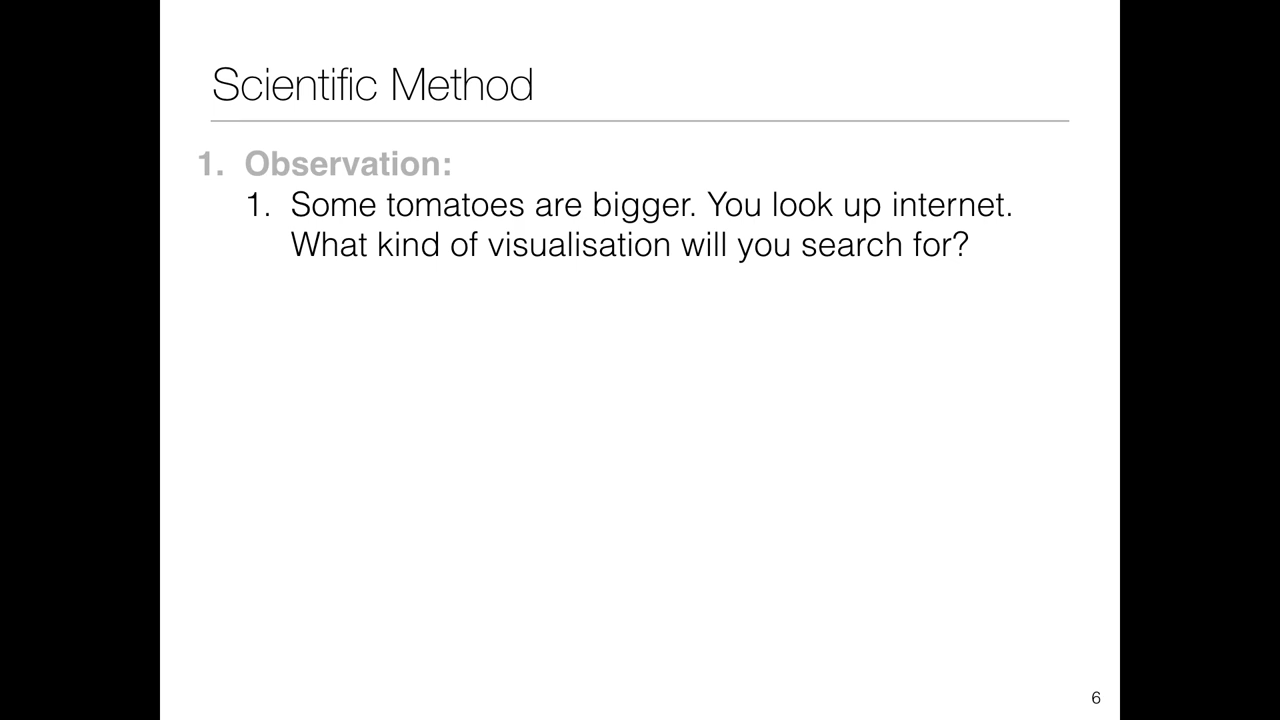 Scientific Method
1. Observation:
1. Some tomatoes are bigger. You look up internet.
What kind of visualisation will you search for?
6